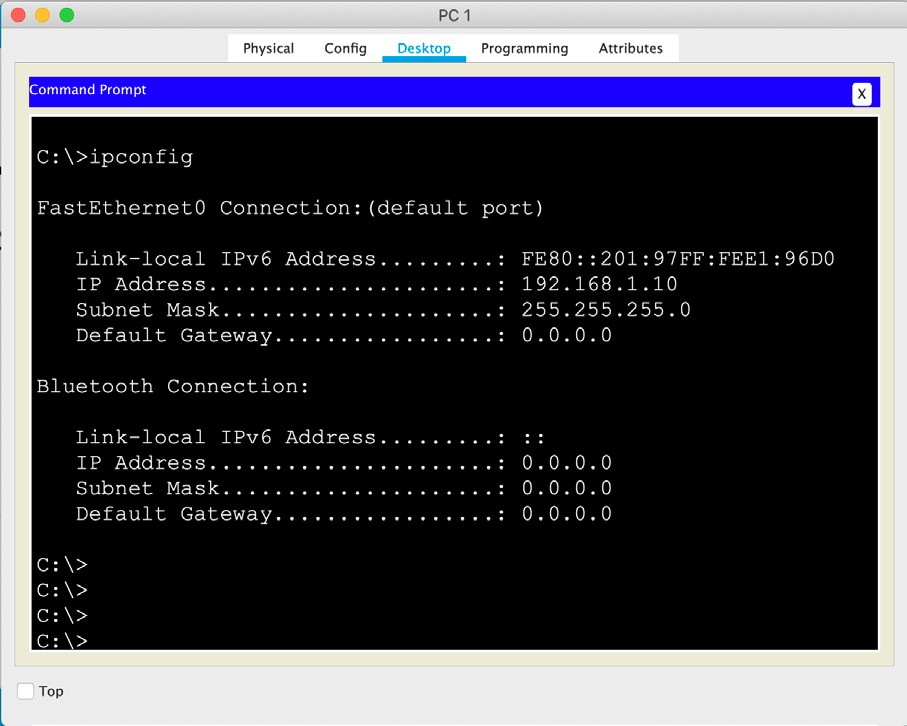 PC 1
Physical Config Desktop Programming Attributes
Command Prompt X
C:\>ipconfig
FastEthernet0 Connection:(default port)
Link-local IPv6 Address.........: FE80::201:97FF:FEE1:96D0
IP Address......................: 192.168.1.10
Subnet Mask.....................: 255.255.255.0
Default Gateway.................: 0.0.0.0
Bluetooth Connection:
Link-local IPv6 Address.........: ::
IP Address......................: 0.0.0.0
Subnet Mask.....................: 0.0.0.0
Default Gateway.................: 0.0.0.0
C:\>
C:\>
C:\>
C:\>
Top